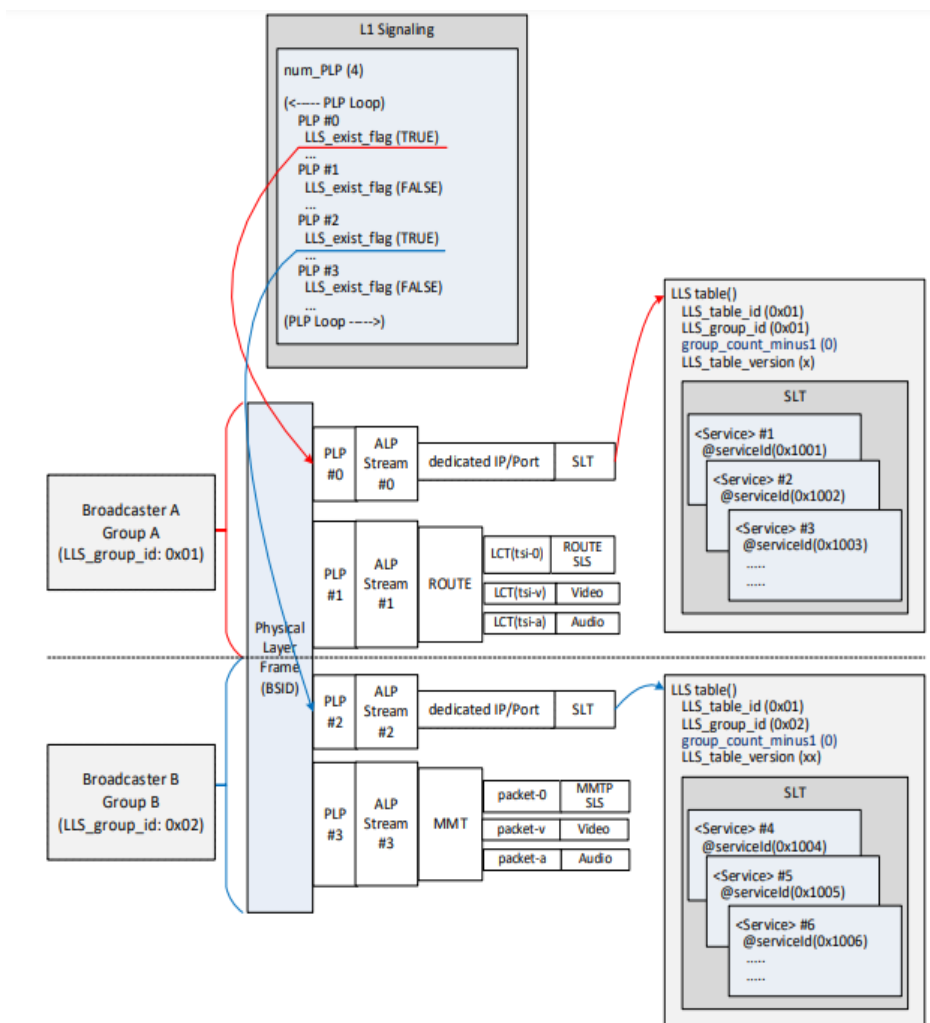 L1 Signaling
num_PLP (4)
(<----- PLP Loop)
PLP #0
LLS_exist_flag (TRUE)
...
PLP #1
LLS_exist_flag (FALSE)
...
PLP #2
LLS_exist_flag (TRUE)
...
PLP #3
LLS_exist_flag (FALSE)
...
(PLP Loop ----->)
LLS table()
LLS_table_id (0x01)
LLS_group_id (0x01)
group_count_minus1 (0)
LLS_table_version (x)
SLT
<Service> #1
@serviceId(0x1001)
<Service> #2
@serviceId(0x1002)
<Service> #3
@serviceId(0x1003)
.....
.....
Broadcaster A
Group A
(LLS_group_id: 0x01)
Physical
Layer
Frame
(BSID)
PLP
#0
ALP
Stream
#0
dedicated IP/Port
SLT
PLP
#1
ALP
Stream
#1
ROUTE
LCT(tsi-0)
ROUTE
SLS
LCT(tsi-v)
Video
LCT(tsi-a)
Audio
Broadcaster B
Group B
(LLS_group_id: 0x02)
PLP
#2
ALP
Stream
#2
dedicated IP/Port
SLT
PLP
#3
ALP
Stream
#3
MMT
packet-0
MMTP
SLS
packet-v
Video
packet-a
Audio
LLS table()
LLS_table_id (0x01)
LLS_group_id (0x02)
group_count_minus1 (0)
LLS_table_version (xx)
SLT
<Service> #4
@serviceId(0x1004)
<Service> #5
@serviceId(0x1005)
<Service> #6
@serviceId(0x1006)
.....
.....